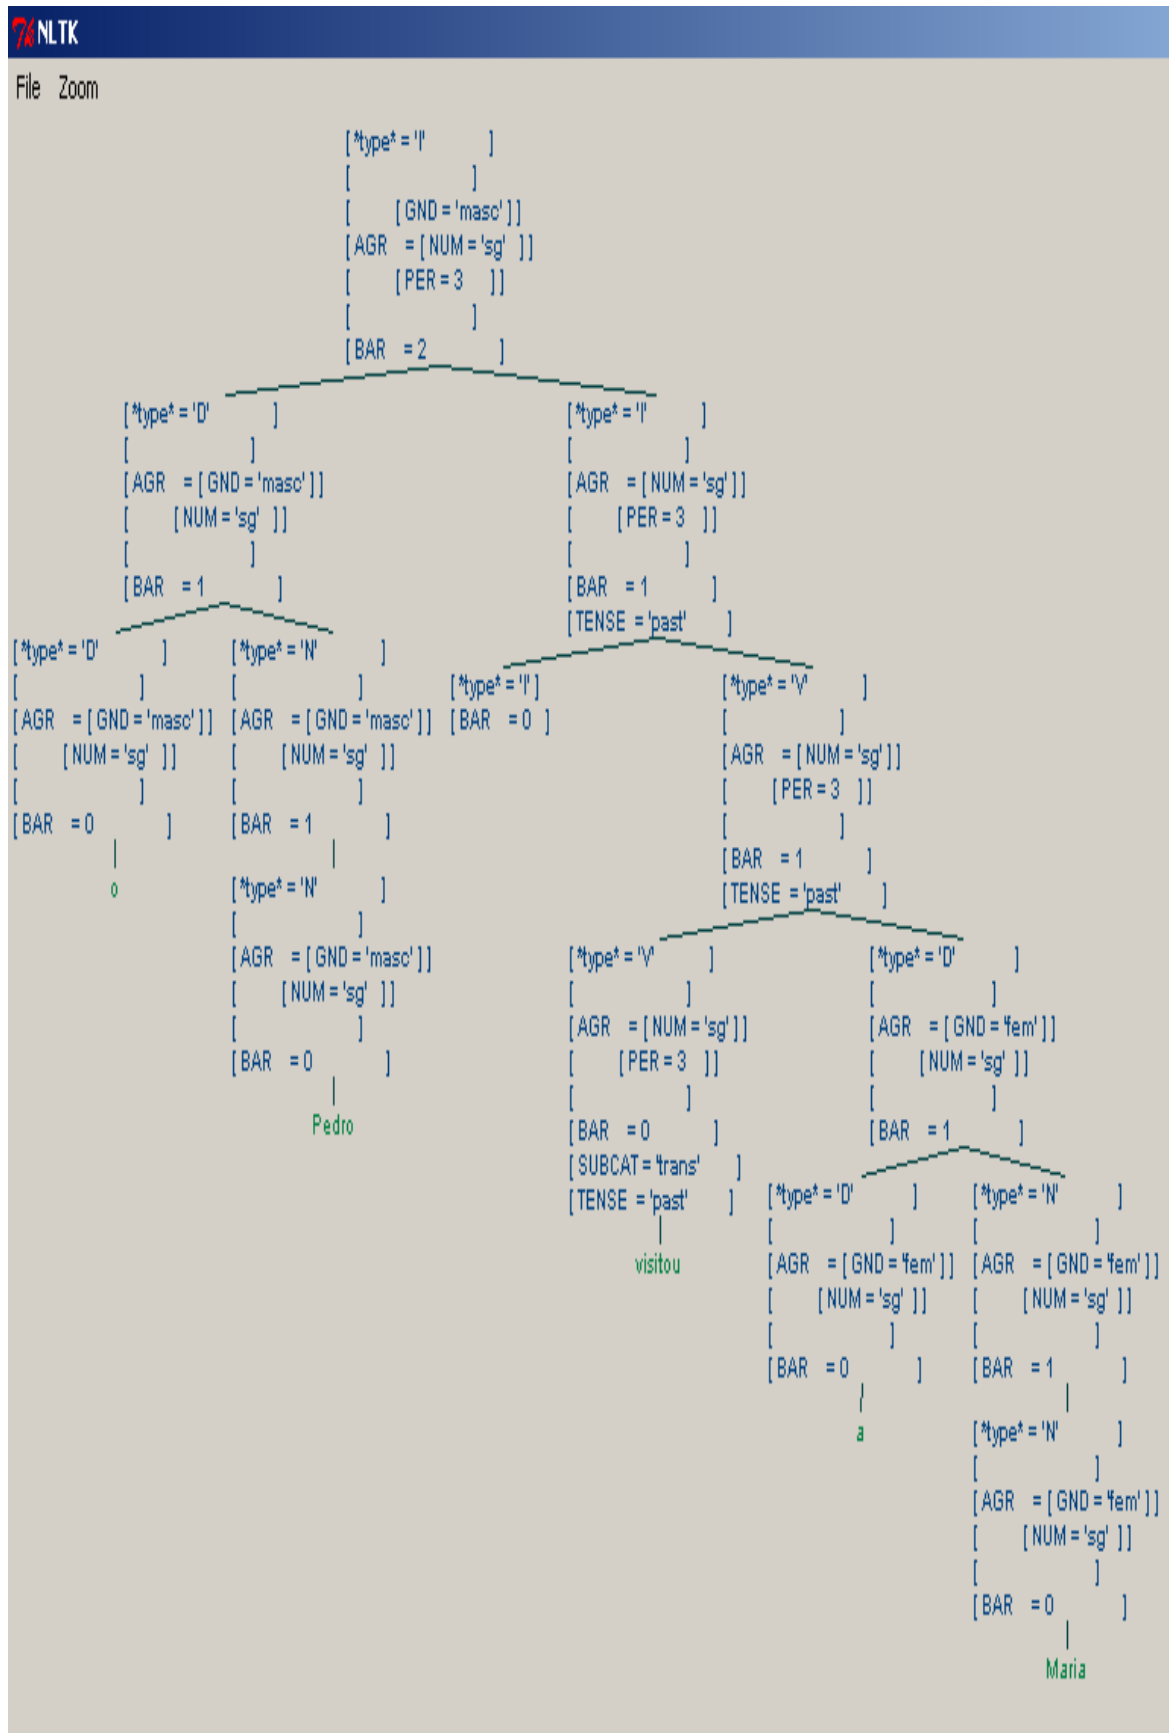 NLTK
File Zoom
[ *type* = 'I' ]
[ ]
[ [ GND = 'masc' ] ]
[ AGR = [ NUM = 'sg' ] ]
[ [ PER = 3 ] ]
[ ]
[ BAR = 2 ]
[ *type* = 'D' ]
[ ]
[ AGR = [ GND = 'masc' ] ]
[ [ NUM = 'sg' ] ]
[ ]
[ BAR = 1 ]
[ *type* = 'I' ]
[ ]
[ AGR = [ NUM = 'sg' ] ]
[ [ PER = 3 ] ]
[ ]
[ BAR = 1 ]
[ TENSE = 'past' ]
[ *type* = 'D' ]
[ ]
[ AGR = [ GND = 'masc' ] ]
[ [ NUM = 'sg' ] ]
[ ]
[ BAR = 0 ]
o
[ *type* = 'N' ]
[ ]
[ AGR = [ GND = 'masc' ] ]
[ [ NUM = 'sg' ] ]
[ ]
[ BAR = 1 ]
[ *type* = 'N' ]
[ ]
[ AGR = [ GND = 'masc' ] ]
[ [ NUM = 'sg' ] ]
[ ]
[ BAR = 0 ]
Pedro
[ *type* = 'I' ]
[ BAR = 0 ]
[ *type* = 'V' ]
[ ]
[ AGR = [ NUM = 'sg' ] ]
[ [ PER = 3 ] ]
[ ]
[ BAR = 1 ]
[ TENSE = 'past' ]
[ *type* = 'V' ]
[ ]
[ AGR = [ NUM = 'sg' ] ]
[ [ PER = 3 ] ]
[ ]
[ BAR = 0 ]
[ SUBCAT = 'trans' ]
[ TENSE = 'past' ]
visitou
[ *type* = 'D' ]
[ ]
[ AGR = [ GND = 'fem' ] ]
[ [ NUM = 'sg' ] ]
[ ]
[ BAR = 1 ]
[ *type* = 'D' ]
[ ]
[ AGR = [ GND = 'fem' ] ]
[ [ NUM = 'sg' ] ]
[ ]
[ BAR = 0 ]
a
[ *type* = 'N' ]
[ ]
[ AGR = [ GND = 'fem' ] ]
[ [ NUM = 'sg' ] ]
[ ]
[ BAR = 1 ]
[ *type* = 'N' ]
[ ]
[ AGR = [ GND = 'fem' ] ]
[ [ NUM = 'sg' ] ]
[ ]
[ BAR = 0 ]
Maria